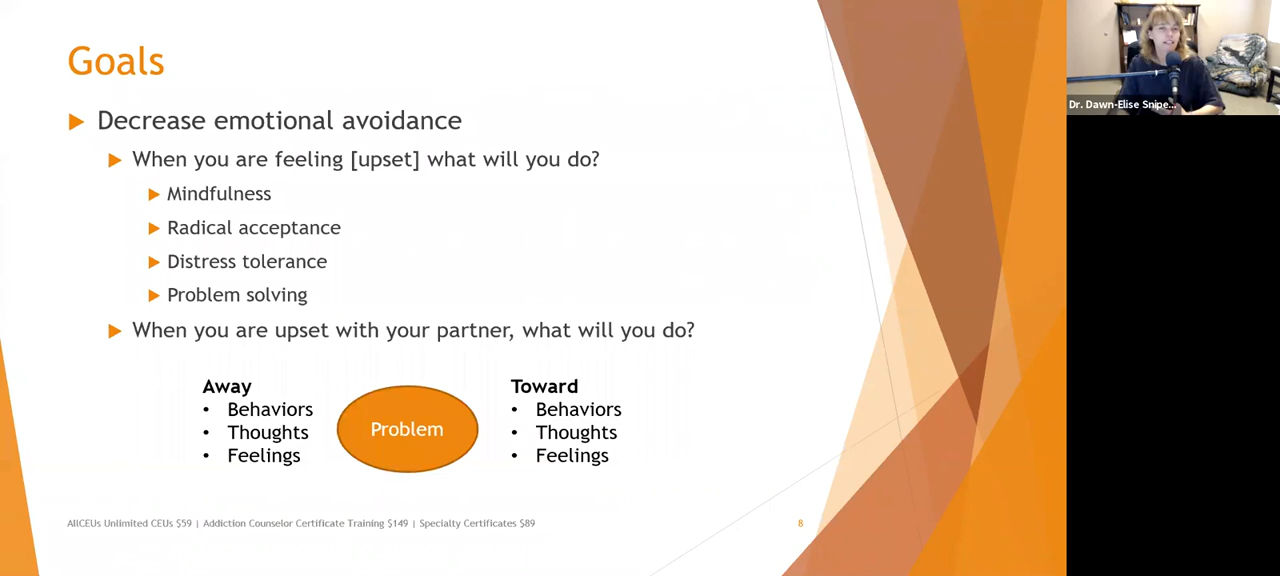 Goals
Decrease emotional avoidance
When you are feeling [upset] what will you do?
Mindfulness
Radical acceptance
Distress tolerance
Problem solving
When you are upset with your partner, what will you do?
Away
• Behaviors
• Thoughts
• Feelings
Problem
Toward
• Behaviors
• Thoughts
• Feelings
AllCEUs Unlimited CEUs $59 | Addiction Counselor Certificate Training $149 | Specialty Certificates $89
8
Dr. Dawn-Elise Snipe...